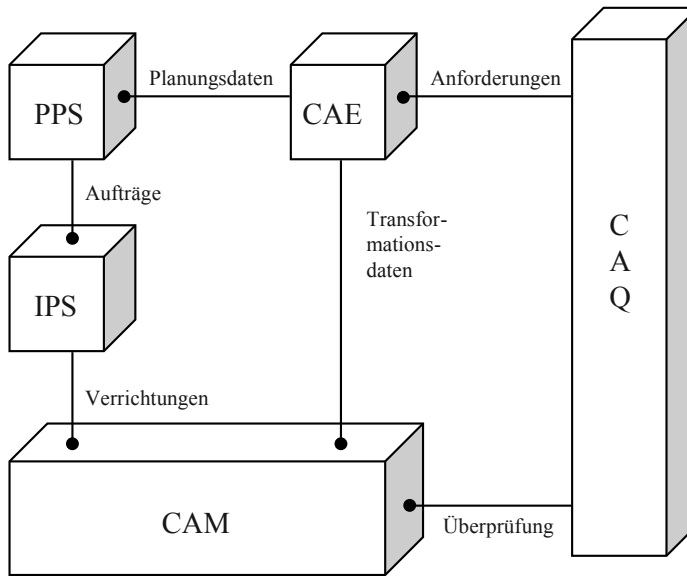 PPS
Planungsdaten
CAE
Anforderungen
Aufträge
Transfor-
mations-
daten
C
A
Q
IPS
Verrichtungen
CAM
Überprüfung